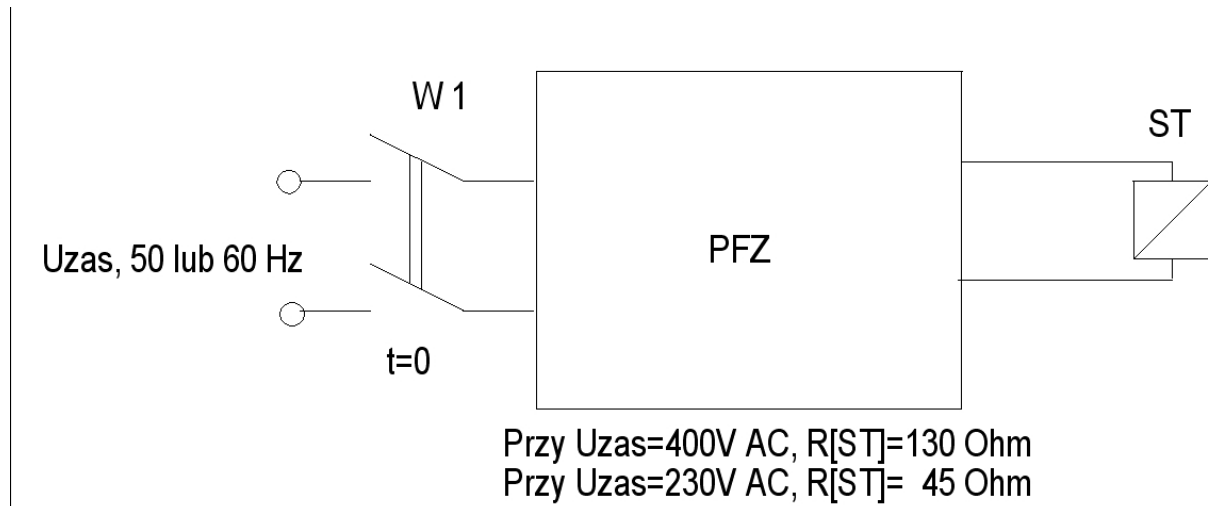 W 1
ST
Uzas, 50 lub 60 Hz
PFZ
t=0
Przy Uzas=400V AC, R[ST]=130 Ohm
Przy Uzas=230V AC, R[ST]= 45 Ohm